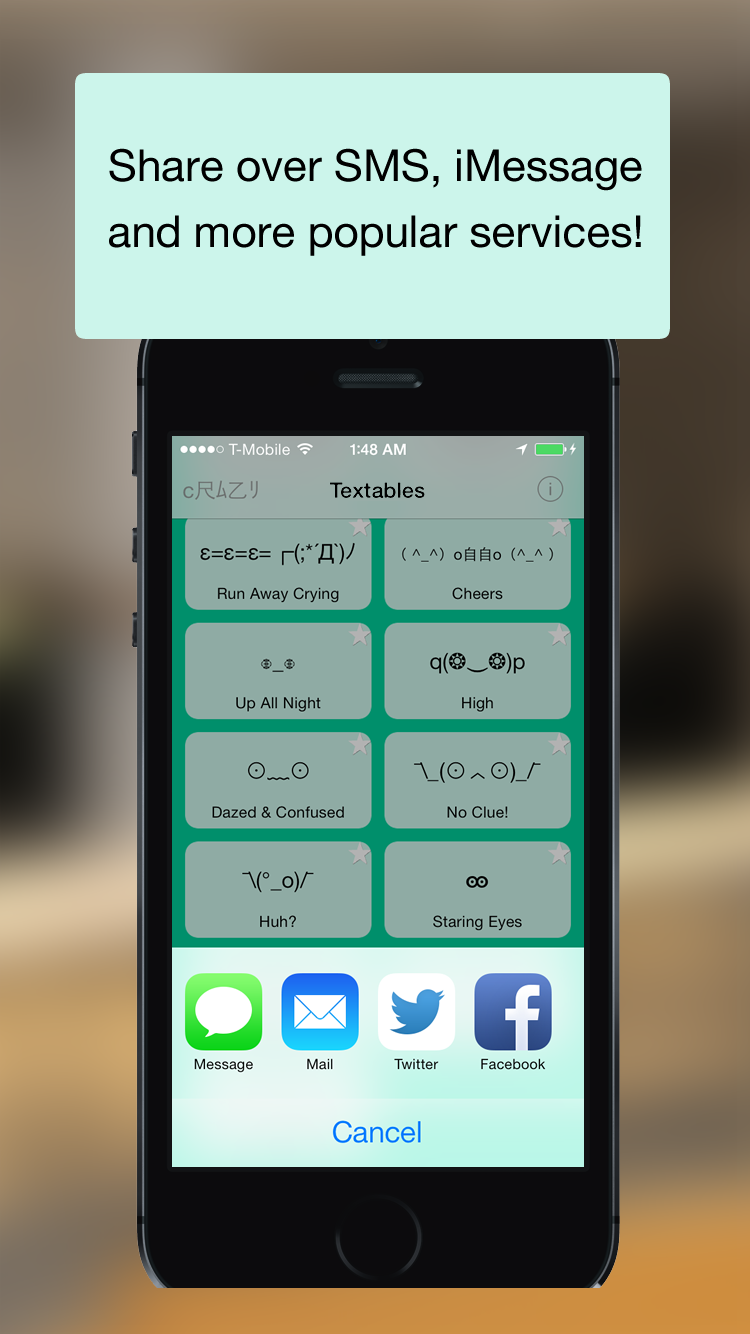 Share over SMS, iMessage
and more popular services!
T-Mobile 1:48 AM
c尺ﾑ乙ﾘ Textables
ε=ε=ε= ┌(;*´Д`)ﾉ
Run Away Crying
( ^_^）o自自o（^_^ )
Cheers
Up All Night
q(❂‿❂)p
High
⊙﹏⊙
Dazed & Confused
¯\_(⊙︿⊙)_/¯
No Clue!
¯\(°_o)/¯
Huh?
Staring Eyes
Message Mail Twitter Facebook
Cancel